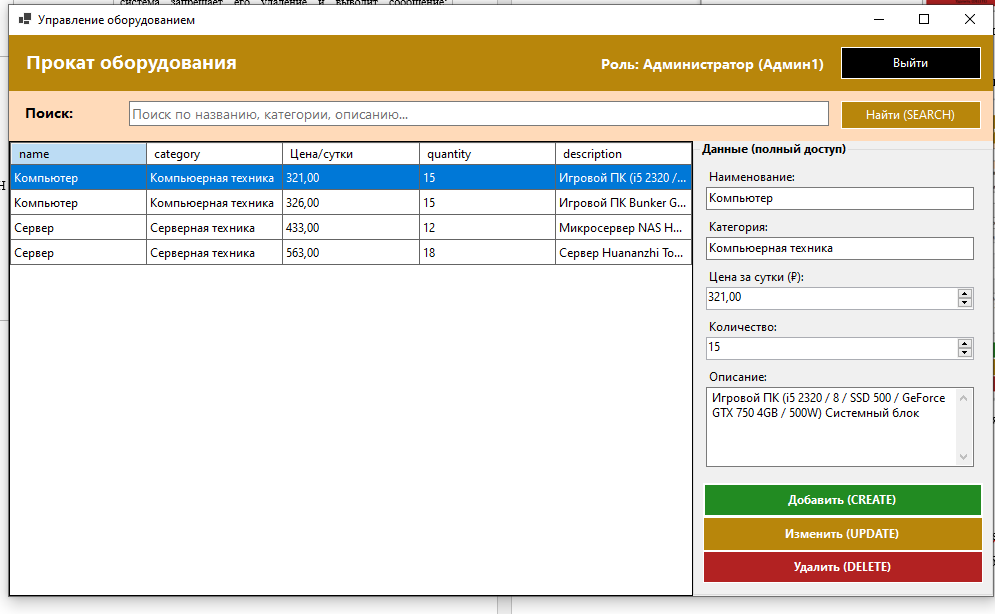 система запрещает его удаление и выводит сообщение:
Управление оборудованием
Прокат оборудования
Роль: Администратор (Админ1)
Выйти
Поиск:
Поиск по названию, категории, описанию...
Найти (SEARCH)
name category Цена/сутки quantity description
Компьютер Компьюерная техника 321,00 15 Игровой ПК (i5 2320 /...
Компьютер Компьюерная техника 326,00 15 Игровой ПК Bunker G...
Сервер Серверная техника 433,00 12 Микросервер NAS H...
Сервер Серверная техника 563,00 18 Сервер Huananzhi To...
Данные (полный доступ)
Наименование:
Компьютер
Категория:
Компьюерная техника
Цена за сутки (₽):
321,00
Количество:
15
Описание:
Игровой ПК (i5 2320 / 8 / SSD 500 / GeForce
GTX 750 4GB / 500W) Системный блок
Добавить (CREATE)
Изменить (UPDATE)
Удалить (DELETE)